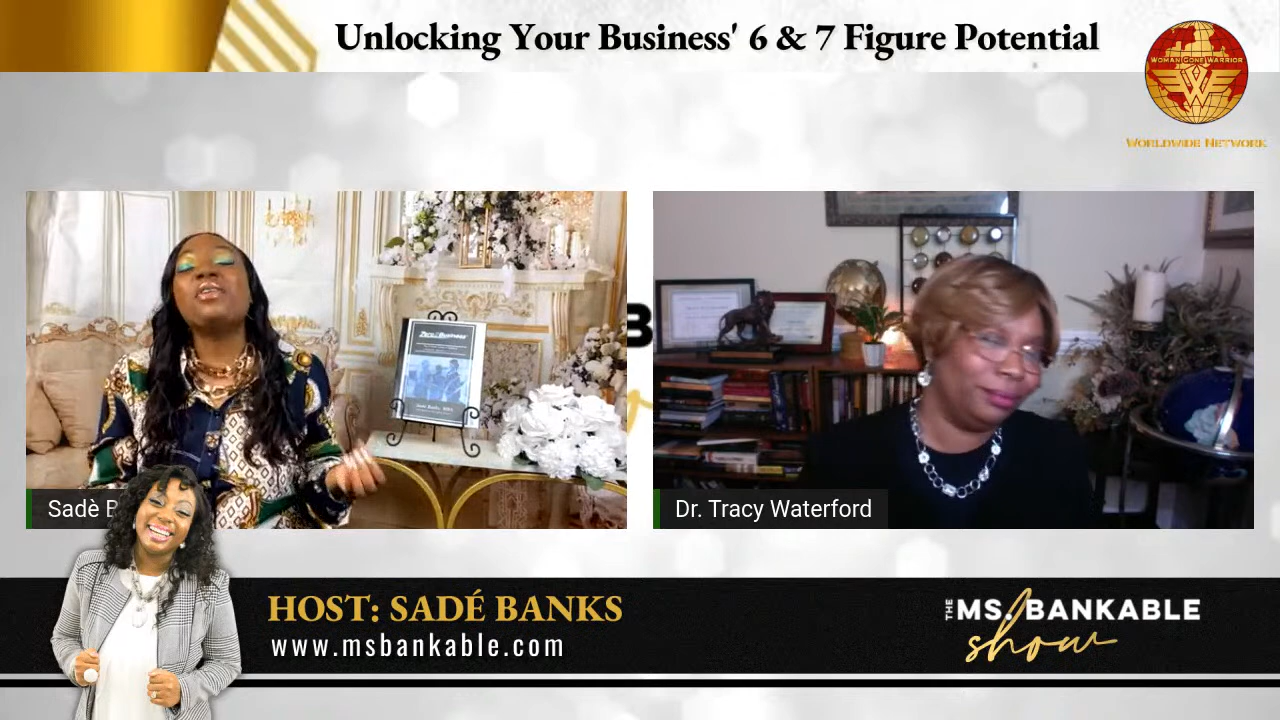 Unlocking Your Business' 6 & 7 Figure Potential
WOMAN GONE WARRIOR
WORLDWIDE NETWORK
Sadè B
Dr. Tracy Waterford
HOST: SADÉ BANKS
www.msbankable.com
THE MS. BANKABLE
show